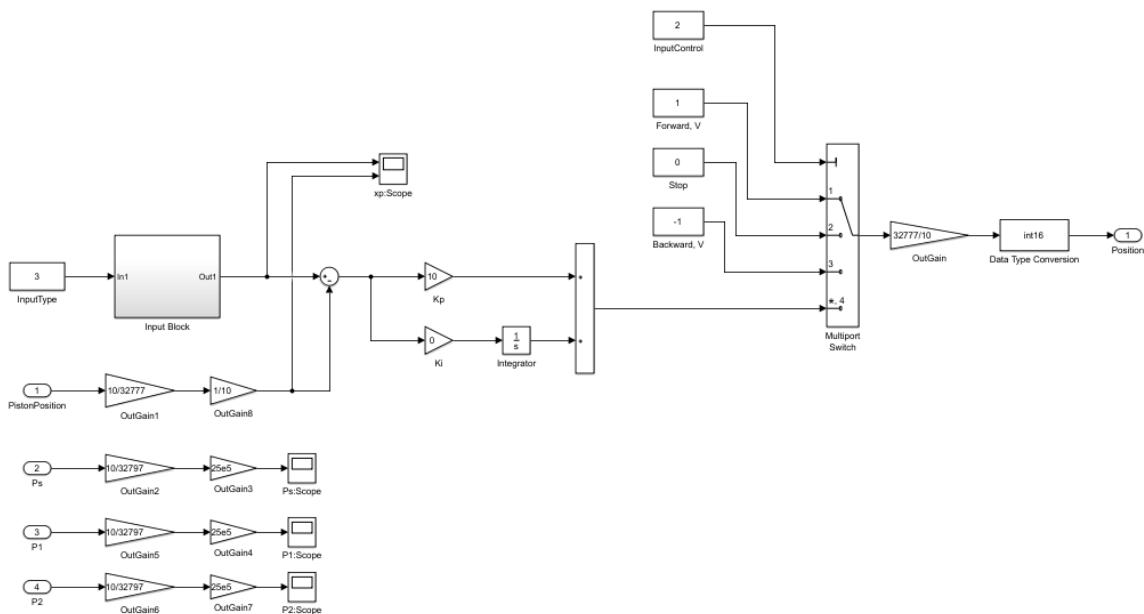 2
InputControl
1
Forward, V
0
Stop
-1
Backward, V
xp:Scope
1
2
3
*, 4
Multiport
Switch
32777/10
OutGain
int16
Data Type Conversion
1
Position
3
InputType
In1
Out1
Input Block
+
-
10
Kp
0
Ki
1
s
Integrator
+
+
1
PistonPosition
10/32777
OutGain1
1/10
OutGain8
2
Ps
10/32797
OutGain2
25e5
OutGain3
Ps:Scope
3
P1
10/32797
OutGain5
25e5
OutGain4
P1:Scope
4
P2
10/32797
OutGain6
25e5
OutGain7
P2:Scope